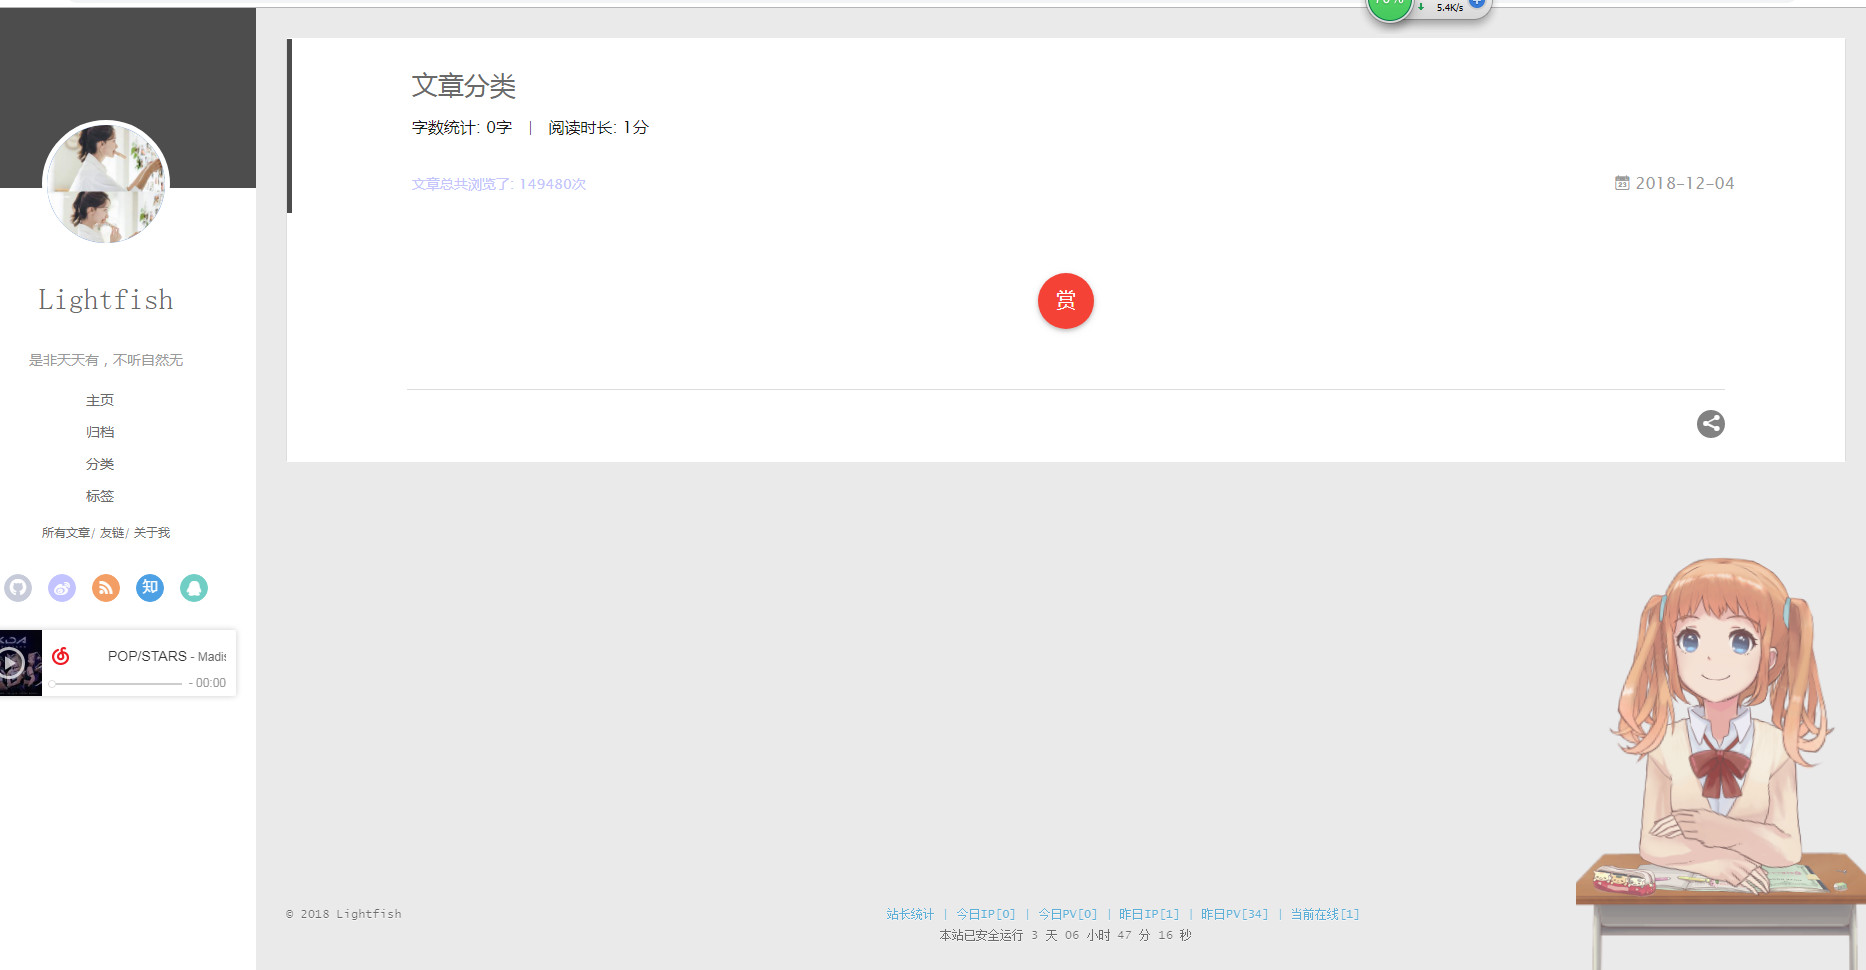 5.4K/s
文章分类
字数统计: 0字 | 阅读时长: 1分
文章总共浏览了: 149480次
23 2018-12-04
赏
Lightfish
是非天天有，不听自然无
主页
归档
分类
标签
所有文章/ 友链/ 关于我
知
POP/STARS - Madis
- 00:00
© 2018 Lightfish
站长统计 | 今日IP[0] | 今日PV[0] | 昨日IP[1] | 昨日PV[34] | 当前在线[1]
本站已安全运行 3 天 06 小时 47 分 16 秒